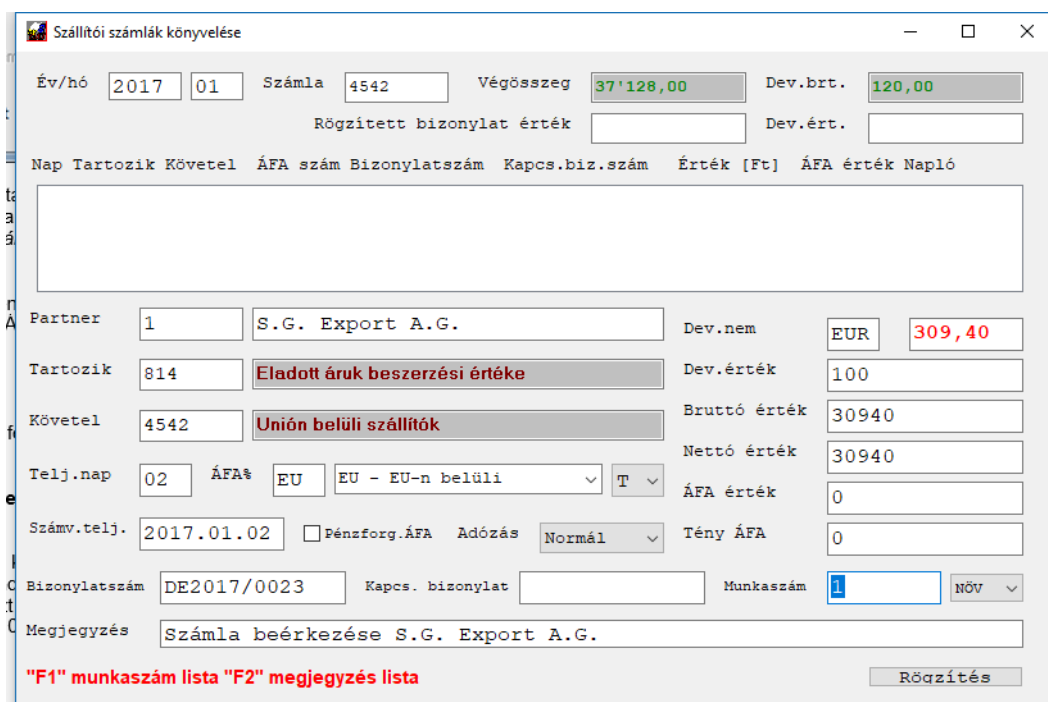 Szállítói számlák könyvelése
Év/hó 2017 01 Számla 4542 Végösszeg 37'128,00 Dev.brt. 120,00
Rögzített bizonylat érték Dev.ért.
Nap Tartozik Követel ÁFA szám Bizonylatszám Kapcs.biz.szám Érték [Ft] ÁFA érték Napló
Partner 1 S.G. Export A.G. Dev.nem EUR 309,40
Tartozik 814 Eladott áruk beszerzési értéke Dev.érték 100
Követel 4542 Unión belüli szállítók Bruttó érték 30940
Nettó érték 30940
Telj.nap 02 ÁFA% EU EU - EU-n belüli T ÁFA érték 0
Számv.telj. 2017.01.02 Pénzforg.ÁFA Adózás Normál Tény ÁFA 0
Bizonylatszám DE2017/0023 Kapcs. bizonylat Munkaszám 1 NÖV
Megjegyzés Számla beérkezése S.G. Export A.G.
"F1" munkaszám lista "F2" megjegyzés lista Rögzítés